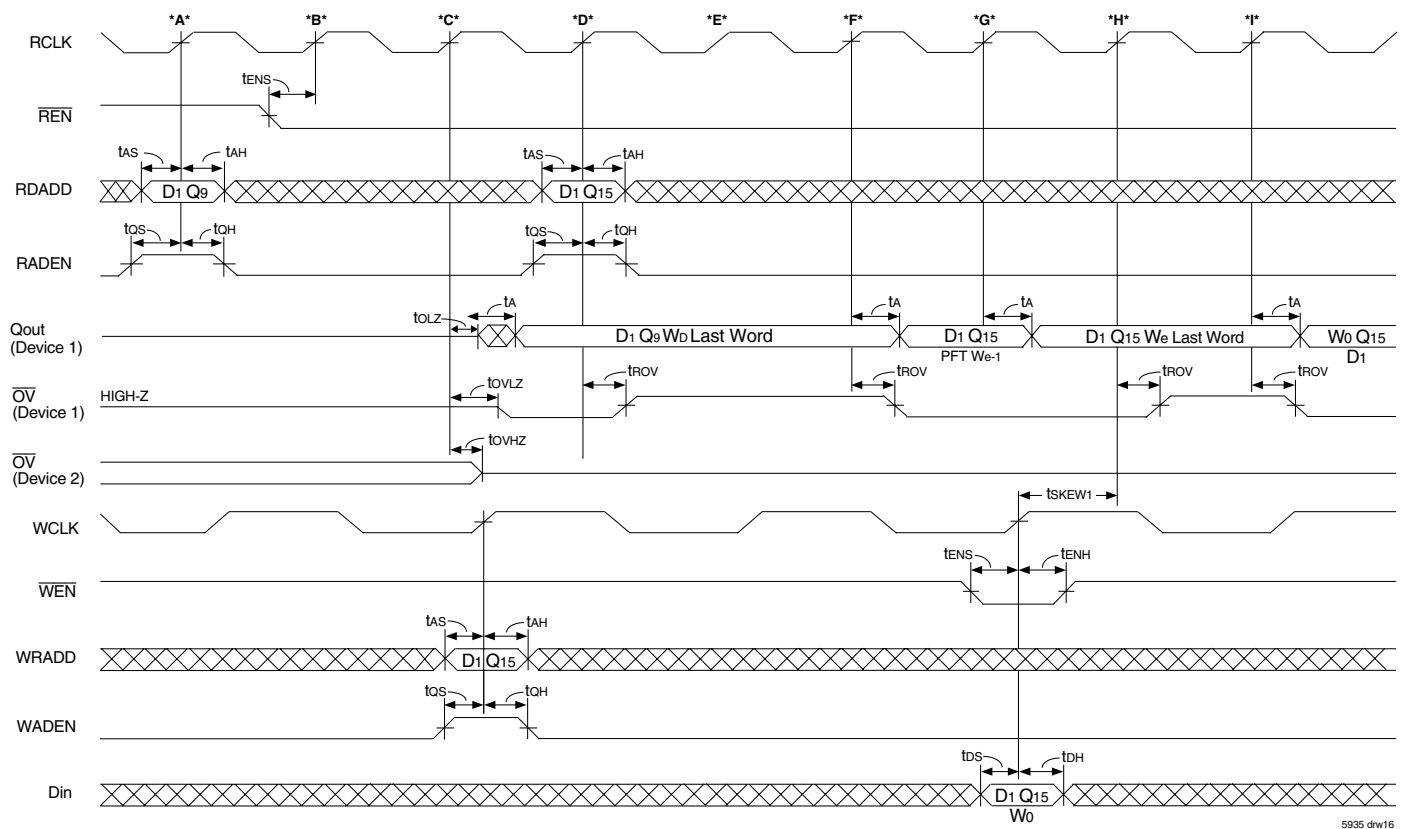 *A* *B* *C* *D* *E* *F* *G* *H* *I*
RCLK
tENS
REN
tAS tAH tAS tAH
RDADD D1 Q9 D1 Q15
tQS tQH tQS tQH
RADEN
tA tA tA tA
tOLZ
Qout
(Device 1)
D1 Q9 WD Last Word D1 Q15 D1 Q15 We Last Word W0 Q15
PFT We-1 D1
tOVLZ tROV tROV tROV tROV
OV
(Device 1)
HIGH-Z
tOVHZ
OV
(Device 2)
tSKEW1
WCLK
tENS tENH
WEN
tAS tAH
WRADD D1 Q15
tQS tQH
WADEN
tDS tDH
Din D1 Q15
W0
5935 drw16